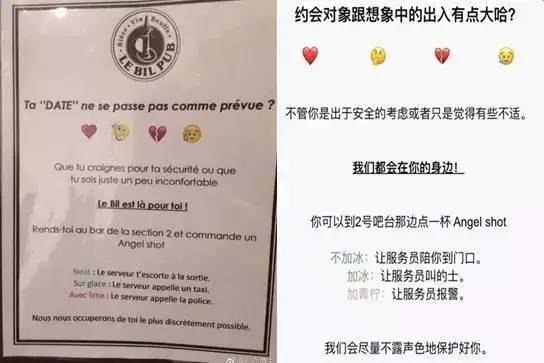 Bière • Vin • Bouffe
LE BIL PUB
Ta "DATE" ne se passe pas comme prévue ?
Que tu craignes pour ta sécurité ou que
tu sois juste un peu inconfortable
Le Bil est là pour toi !
Rends-toi au bar de la section 2 et commande un
Angel shot
Neat : Le serveur t'escorte à la sortie.
Sur glace : Le serveur appelle un taxi.
Avec lime : Le serveur appelle la police.
Nous nous occuperons de toi le plus discrètement possible.
约会对象跟想象中的出入有点大哈?
不管你是出于安全的考虑或者只是觉得有些不适。
我们都会在你的身边!
你可以到2号吧台那边点一杯 Angel shot
不加冰：让服务员陪你到门口。
加冰：让服务员叫的士。
加青柠：让服务员报警。
我们会尽量不露声色地保护好你。